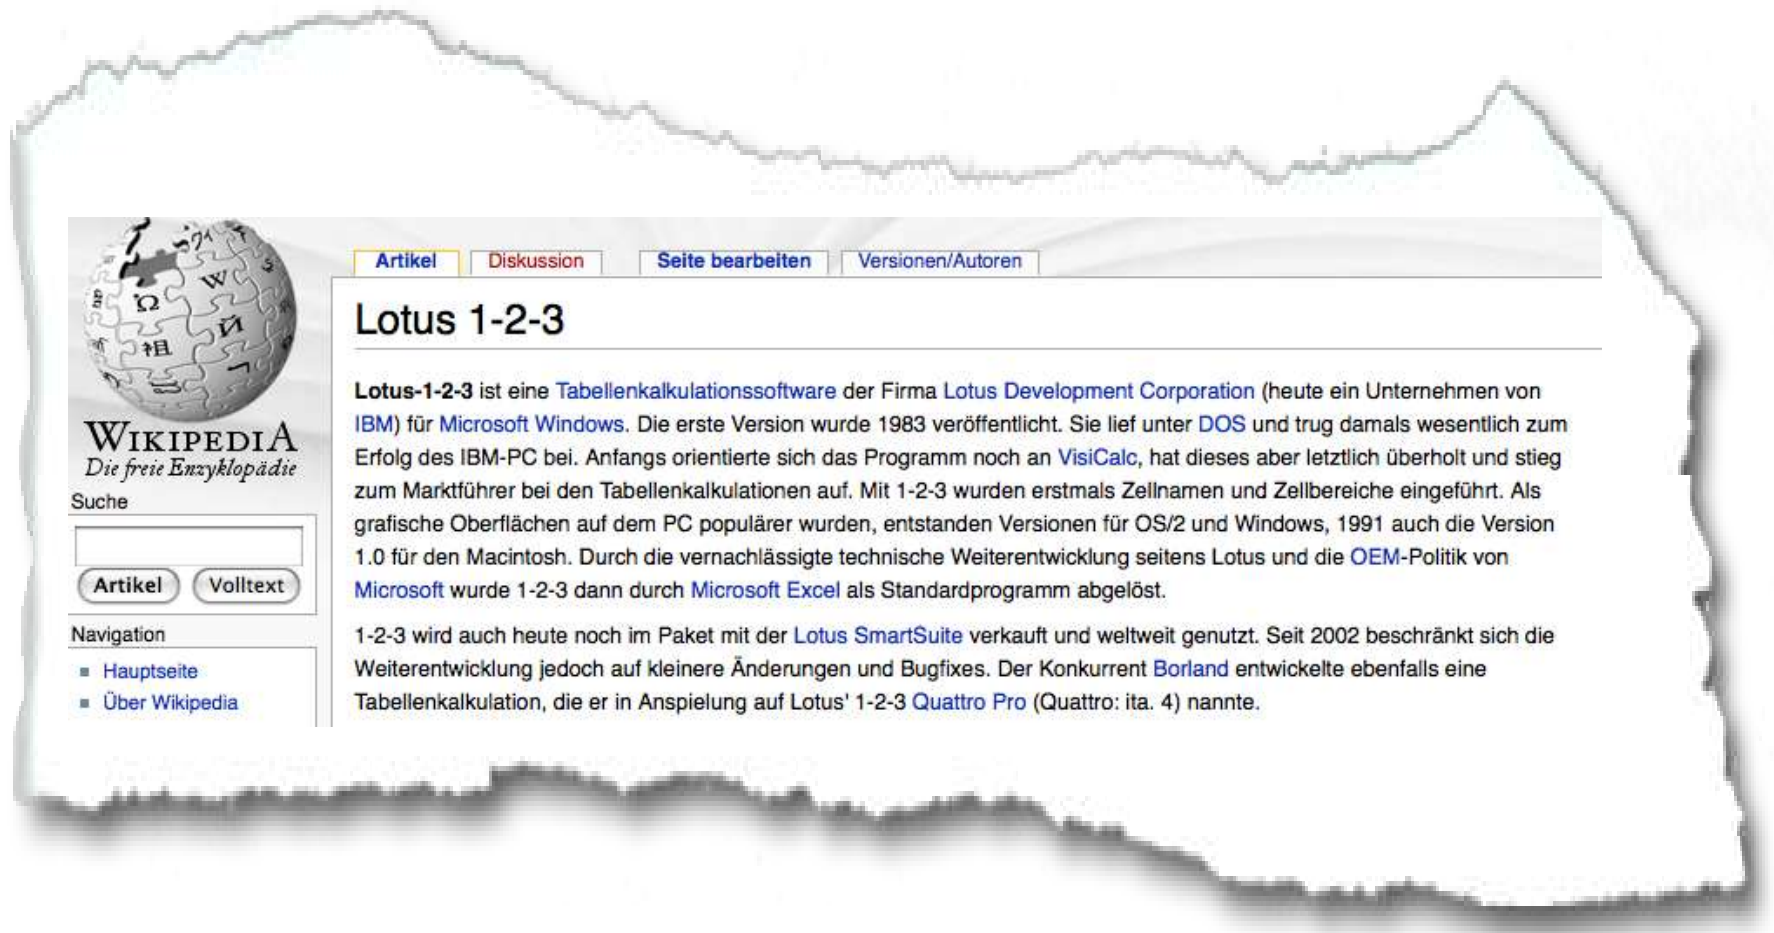 Artikel
Diskussion
Seite bearbeiten
Versionen/Autoren
Lotus 1-2-3
Lotus-1-2-3 ist eine Tabellenkalkulationssoftware der Firma Lotus Development Corporation (heute ein Unternehmen von
IBM) für Microsoft Windows. Die erste Version wurde 1983 veröffentlicht. Sie lief unter DOS und trug damals wesentlich zum
Erfolg des IBM-PC bei. Anfangs orientierte sich das Programm noch an VisiCalc, hat dieses aber letztlich überholt und stieg
zum Marktführer bei den Tabellenkalkulationen auf. Mit 1-2-3 wurden erstmals Zellnamen und Zellbereiche eingeführt. Als
grafische Oberflächen auf dem PC populärer wurden, entstanden Versionen für OS/2 und Windows, 1991 auch die Version
1.0 für den Macintosh. Durch die vernachlässigte technische Weiterentwicklung seitens Lotus und die OEM-Politik von
Microsoft wurde 1-2-3 dann durch Microsoft Excel als Standardprogramm abgelöst.
1-2-3 wird auch heute noch im Paket mit der Lotus SmartSuite verkauft und weltweit genutzt. Seit 2002 beschränkt sich die
Weiterentwicklung jedoch auf kleinere Änderungen und Bugfixes. Der Konkurrent Borland entwickelte ebenfalls eine
Tabellenkalkulation, die er in Anspielung auf Lotus' 1-2-3 Quattro Pro (Quattro: ita. 4) nannte.
Ω
W
И
祖
WIKIPEDIA
Die freie Enzyklopädie
Suche
Artikel
Volltext
Navigation
Hauptseite
Über Wikipedia